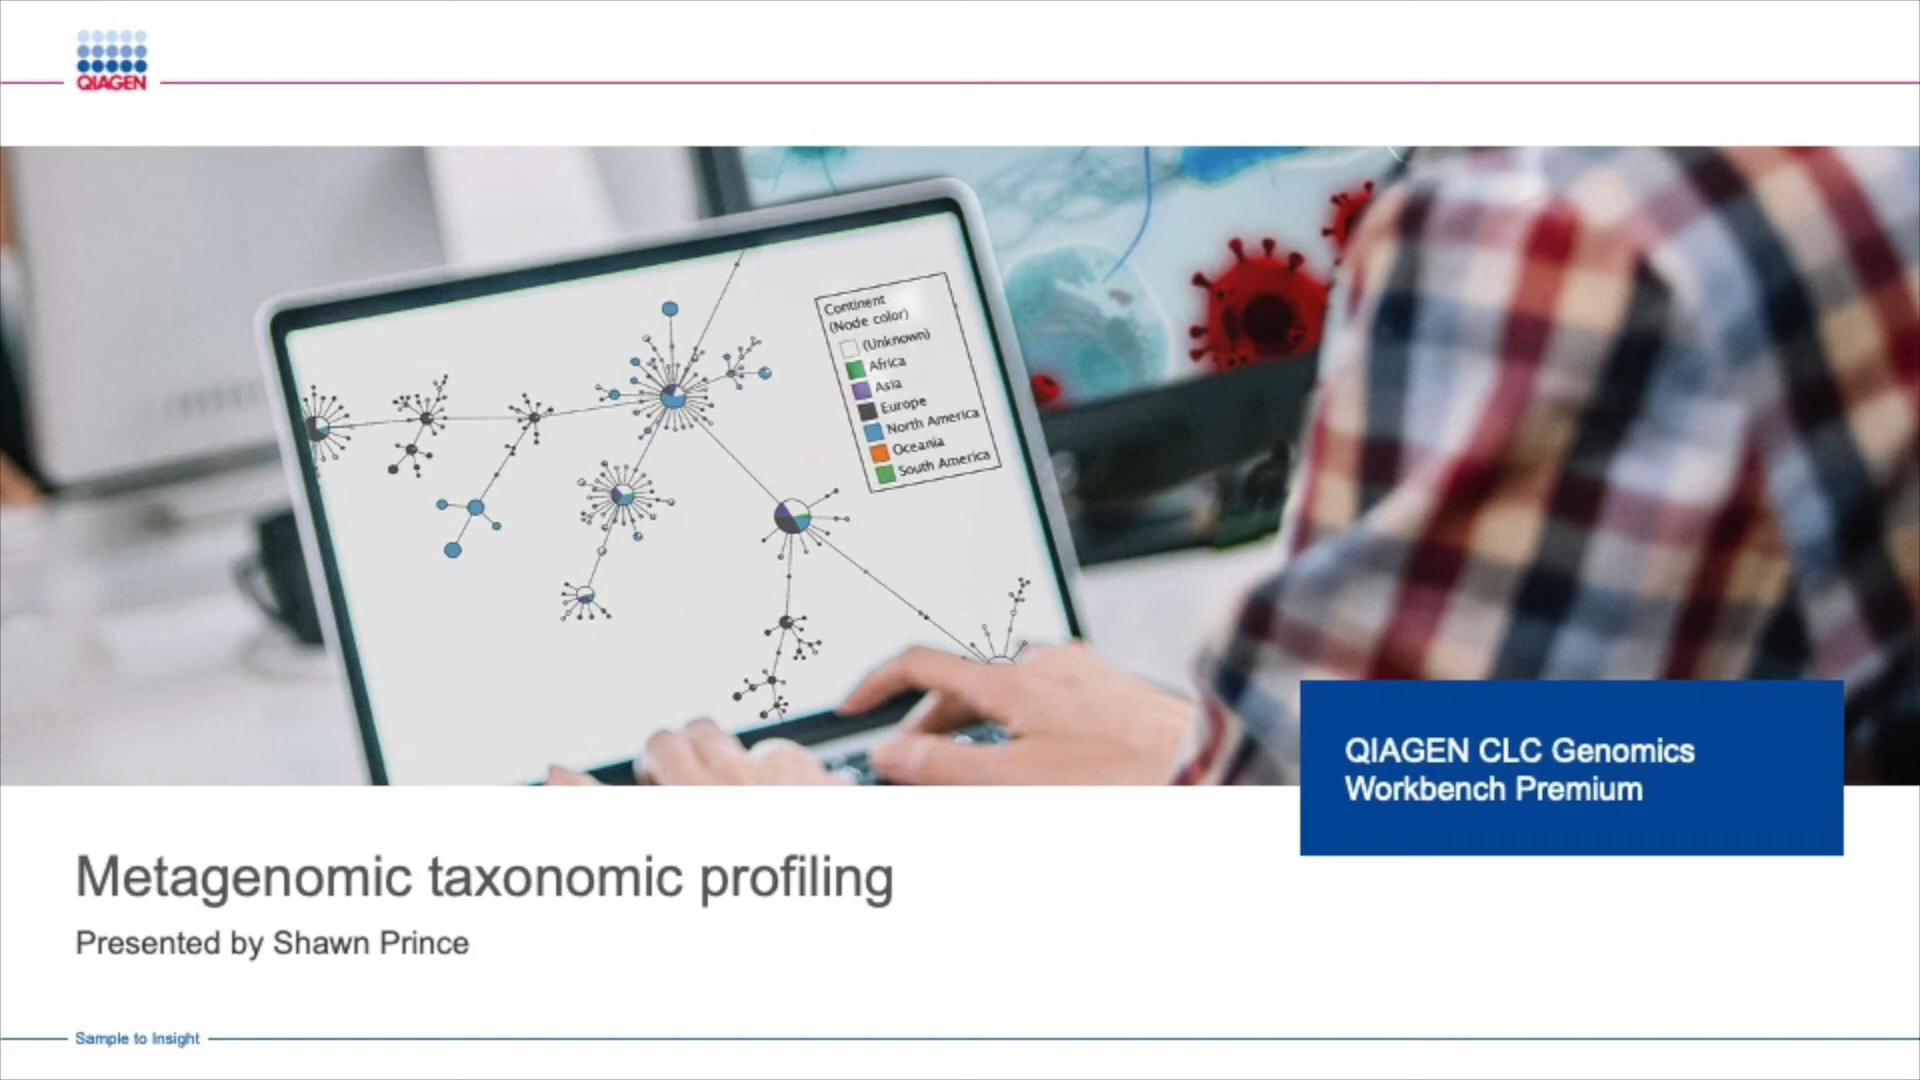 QIAGEN
Continent
(Node color)
(Unknown)
Africa
Asia
Europe
North America
Oceania
South America
QIAGEN CLC Genomics
Workbench Premium
Metagenomic taxonomic profiling
Presented by Shawn Prince
Sample to Insight